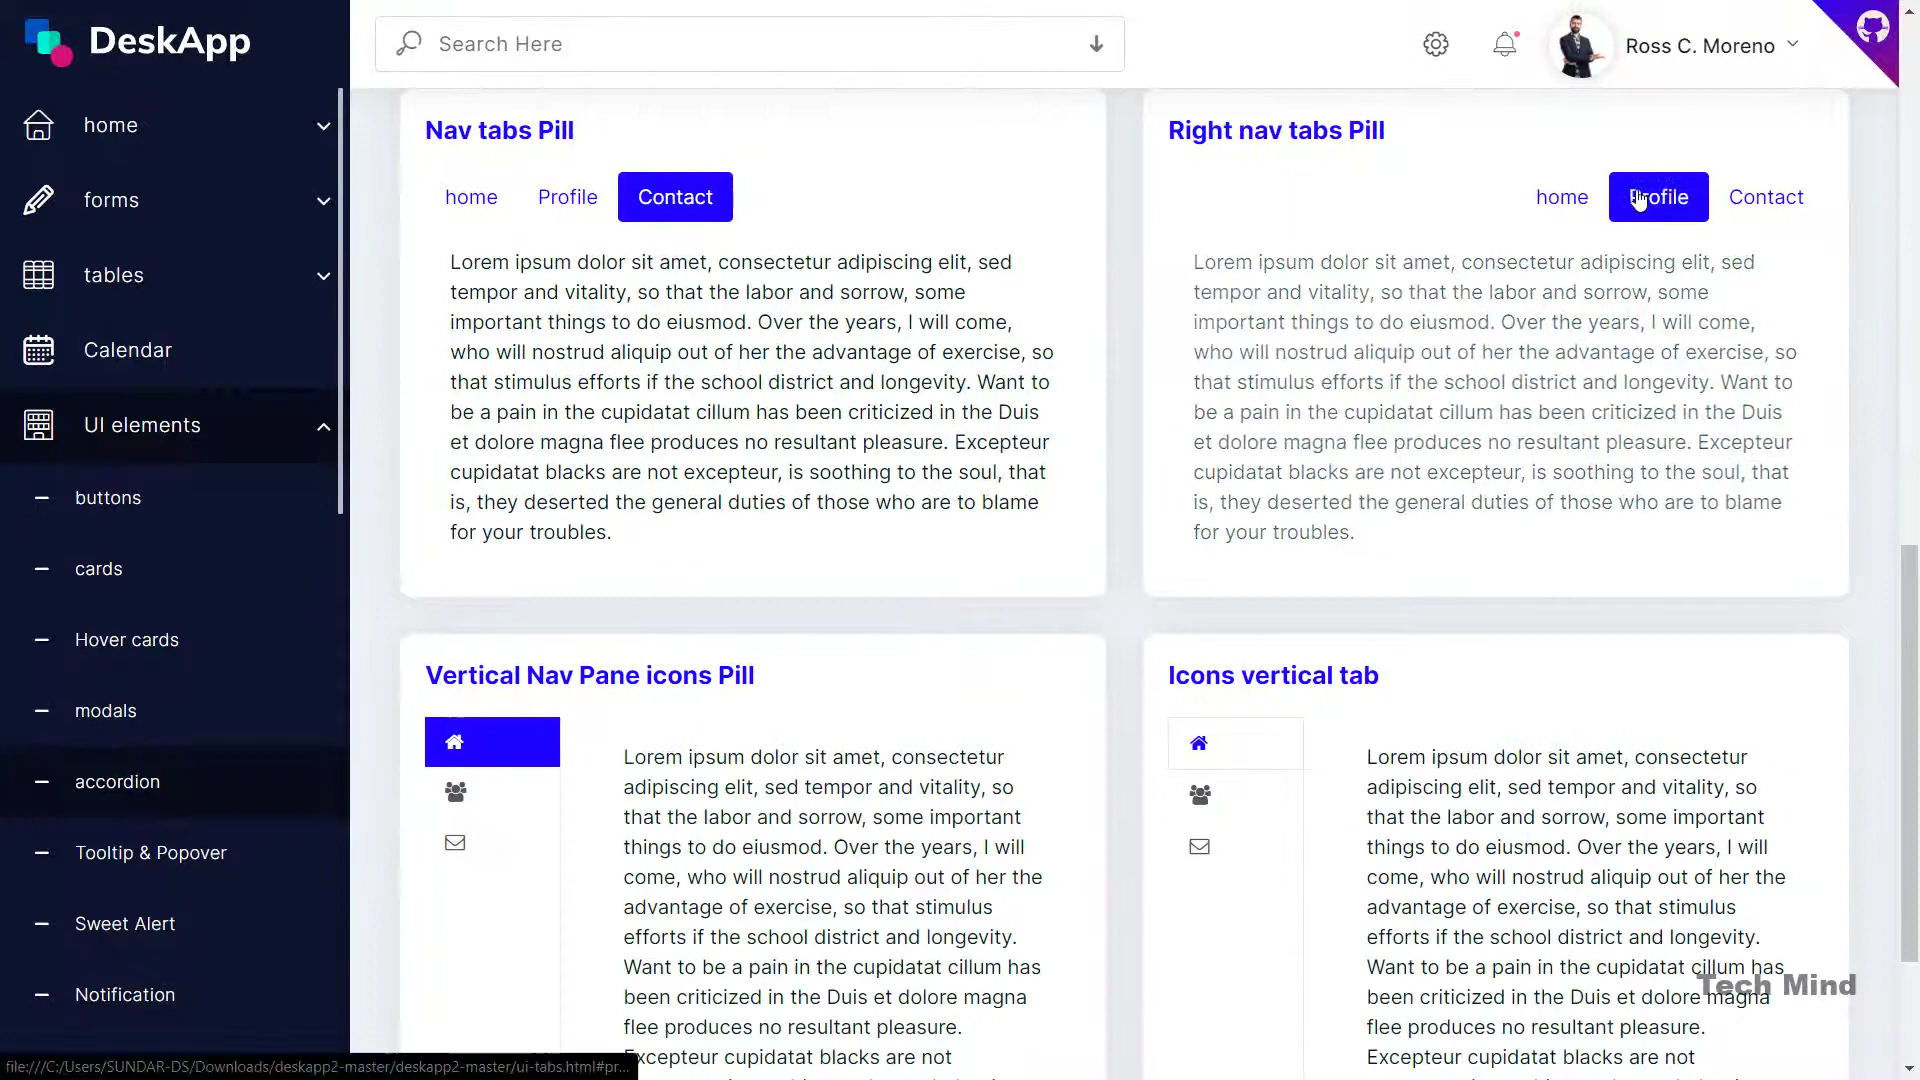 DeskApp
Search Here
Ross C. Moreno
home
forms
tables
Calendar
UI elements
buttons
cards
Hover cards
modals
accordion
Tooltip & Popover
Sweet Alert
Notification
Nav tabs Pill
home Profile Contact
Lorem ipsum dolor sit amet, consectetur adipiscing elit, sed
tempor and vitality, so that the labor and sorrow, some
important things to do eiusmod. Over the years, I will come,
who will nostrud aliquip out of her the advantage of exercise, so
that stimulus efforts if the school district and longevity. Want to
be a pain in the cupidatat cillum has been criticized in the Duis
et dolore magna flee produces no resultant pleasure. Excepteur
cupidatat blacks are not excepteur, is soothing to the soul, that
is, they deserted the general duties of those who are to blame
for your troubles.
Right nav tabs Pill
home Profile Contact
Lorem ipsum dolor sit amet, consectetur adipiscing elit, sed
tempor and vitality, so that the labor and sorrow, some
important things to do eiusmod. Over the years, I will come,
who will nostrud aliquip out of her the advantage of exercise, so
that stimulus efforts if the school district and longevity. Want to
be a pain in the cupidatat cillum has been criticized in the Duis
et dolore magna flee produces no resultant pleasure. Excepteur
cupidatat blacks are not excepteur, is soothing to the soul, that
is, they deserted the general duties of those who are to blame
for your troubles.
Vertical Nav Pane icons Pill
Lorem ipsum dolor sit amet, consectetur
adipiscing elit, sed tempor and vitality, so
that the labor and sorrow, some important
things to do eiusmod. Over the years, I will
come, who will nostrud aliquip out of her the
advantage of exercise, so that stimulus
efforts if the school district and longevity.
Want to be a pain in the cupidatat cillum has
been criticized in the Duis et dolore magna
flee produces no resultant pleasure.
Excepteur cupidatat blacks are not
Icons vertical tab
Lorem ipsum dolor sit amet, consectetur
adipiscing elit, sed tempor and vitality, so
that the labor and sorrow, some important
things to do eiusmod. Over the years, I will
come, who will nostrud aliquip out of her the
advantage of exercise, so that stimulus
efforts if the school district and longevity.
Want to be a pain in the cupidatat cillum has
been criticized in the Duis et dolore magna
flee produces no resultant pleasure.
Excepteur cupidatat blacks are not
Tech Mind
file:///C:/Users/SUNDAR-DS/Downloads/deskapp2-master/deskapp2-master/ui-tabs.html#pr...